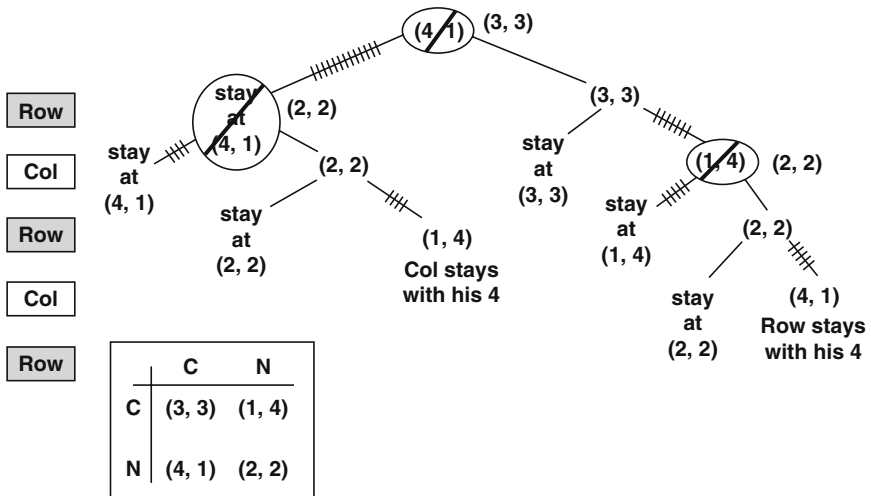 (4, 1)
(3, 3)
Row
stay
at
(4, 1)
(2, 2)
(3, 3)
Col
stay
at
(4, 1)
(2, 2)
stay
at
(3, 3)
(1, 4)
(2, 2)
Row
stay
at
(2, 2)
(1, 4)
Col stays
with his 4
stay
at
(1, 4)
(2, 2)
Col
stay
at
(2, 2)
(4, 1)
Row stays
with his 4
Row
C N
C (3, 3) (1, 4)
N (4, 1) (2, 2)